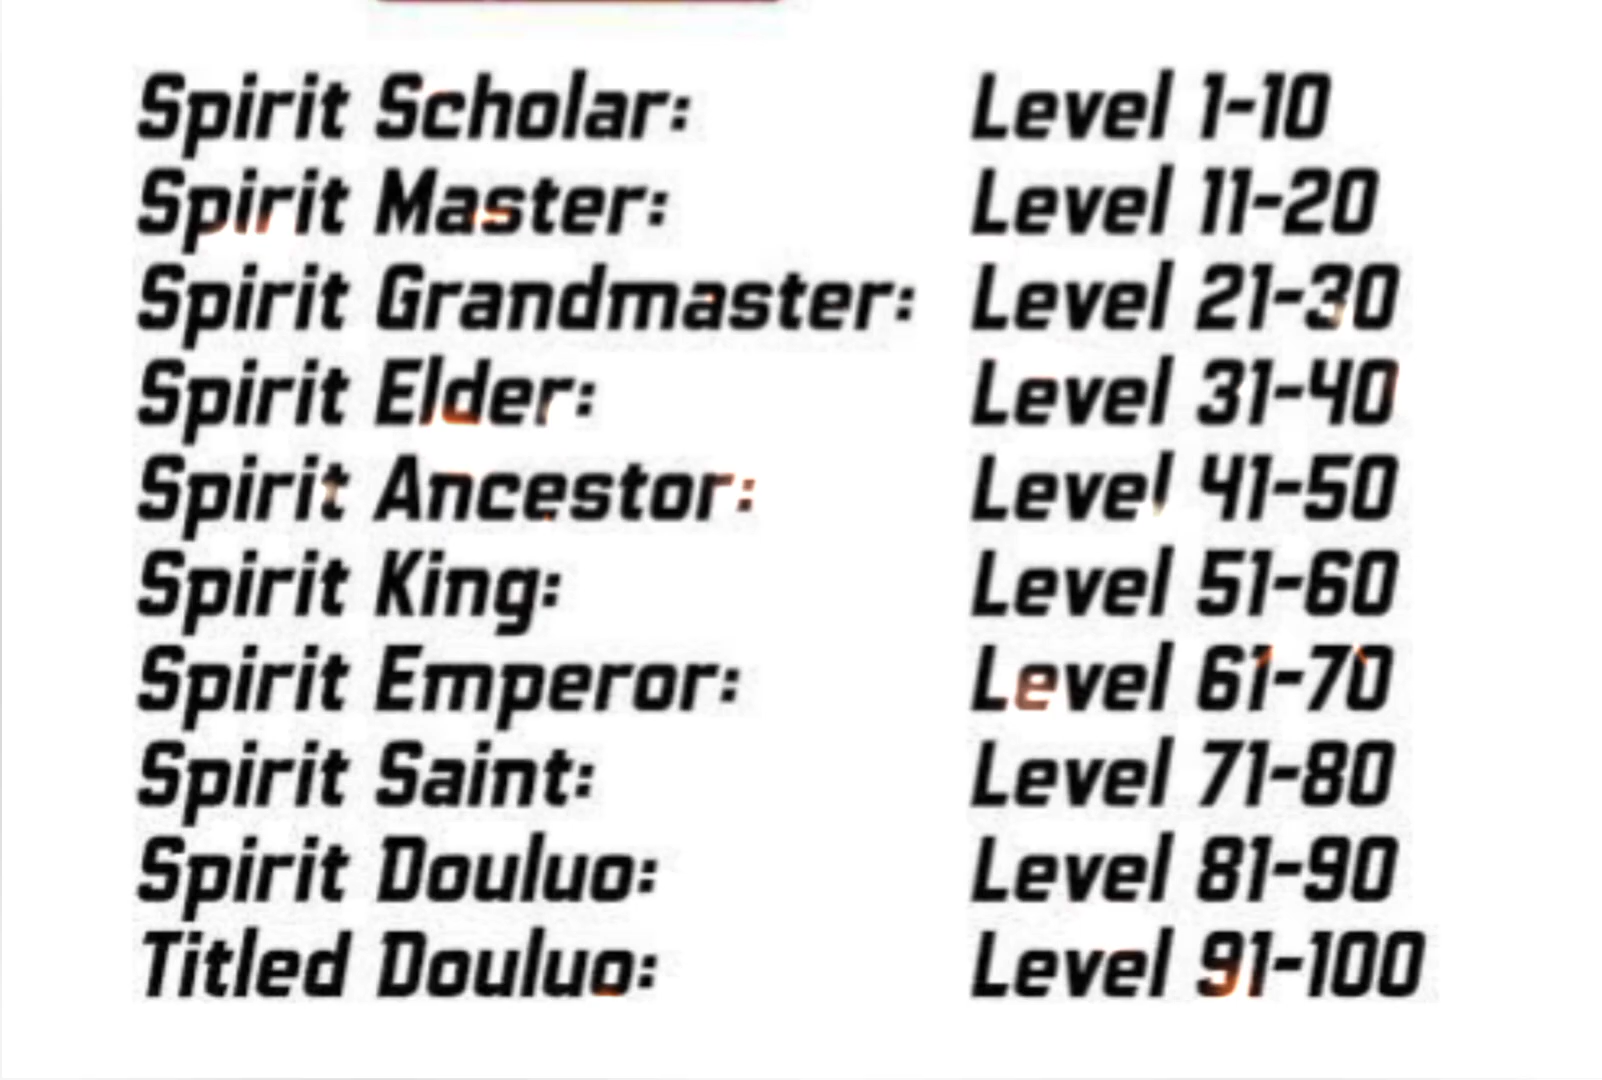 Spirit Scholar: Level 1-10
Spirit Master: Level 11-20
Spirit Grandmaster: Level 21-30
Spirit Elder: Level 31-40
Spirit Ancestor: Level 41-50
Spirit King: Level 51-60
Spirit Emperor: Level 61-70
Spirit Saint: Level 71-80
Spirit Douluo: Level 81-90
Titled Douluo: Level 91-100